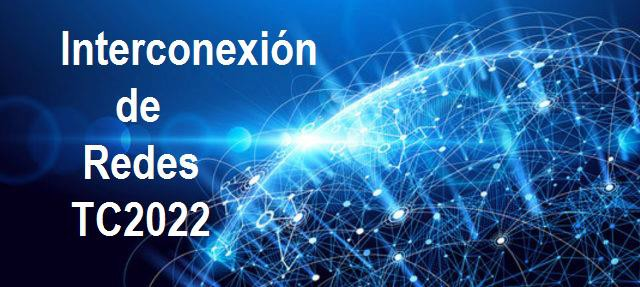 Interconexión
de
Redes
TC2022